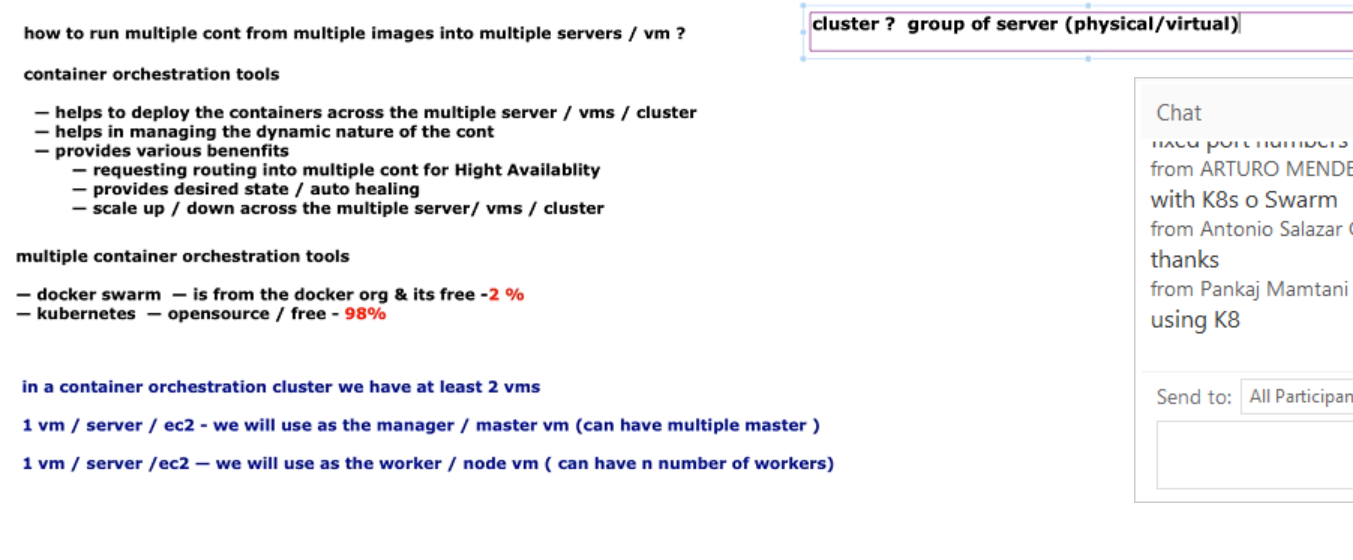 how to run multiple cont from multiple images into multiple servers / vm ?
cluster ? group of server (physical/virtual)
container orchestration tools
— helps to deploy the containers across the multiple server / vms / cluster
— helps in managing the dynamic nature of the cont
— provides various benenfits
— requesting routing into multiple cont for Hight Availablity
— provides desired state / auto healing
— scale up / down across the multiple server/ vms / cluster
multiple container orchestration tools
— docker swarm — is from the docker org & its free -2 %
— kubernetes — opensource / free - 98%
in a container orchestration cluster we have at least 2 vms
1 vm / server / ec2 - we will use as the manager / master vm (can have multiple master )
1 vm / server /ec2 — we will use as the worker / node vm ( can have n number of workers)
Chat
fixed port numbers
from ARTURO MENDE
with K8s o Swarm
from Antonio Salazar
thanks
from Pankaj Mamtani
using K8
Send to: All Participan